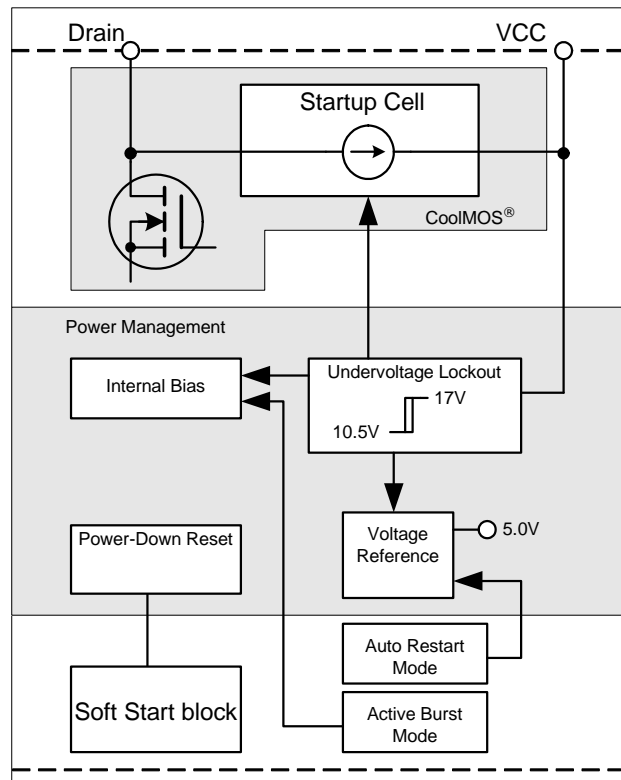 Drain
VCC
Startup Cell
CoolMOS®
Power Management
Internal Bias
Undervoltage Lockout
17V
10.5V
Power-Down Reset
Voltage
Reference
5.0V
Auto Restart
Mode
Soft Start block
Active Burst
Mode